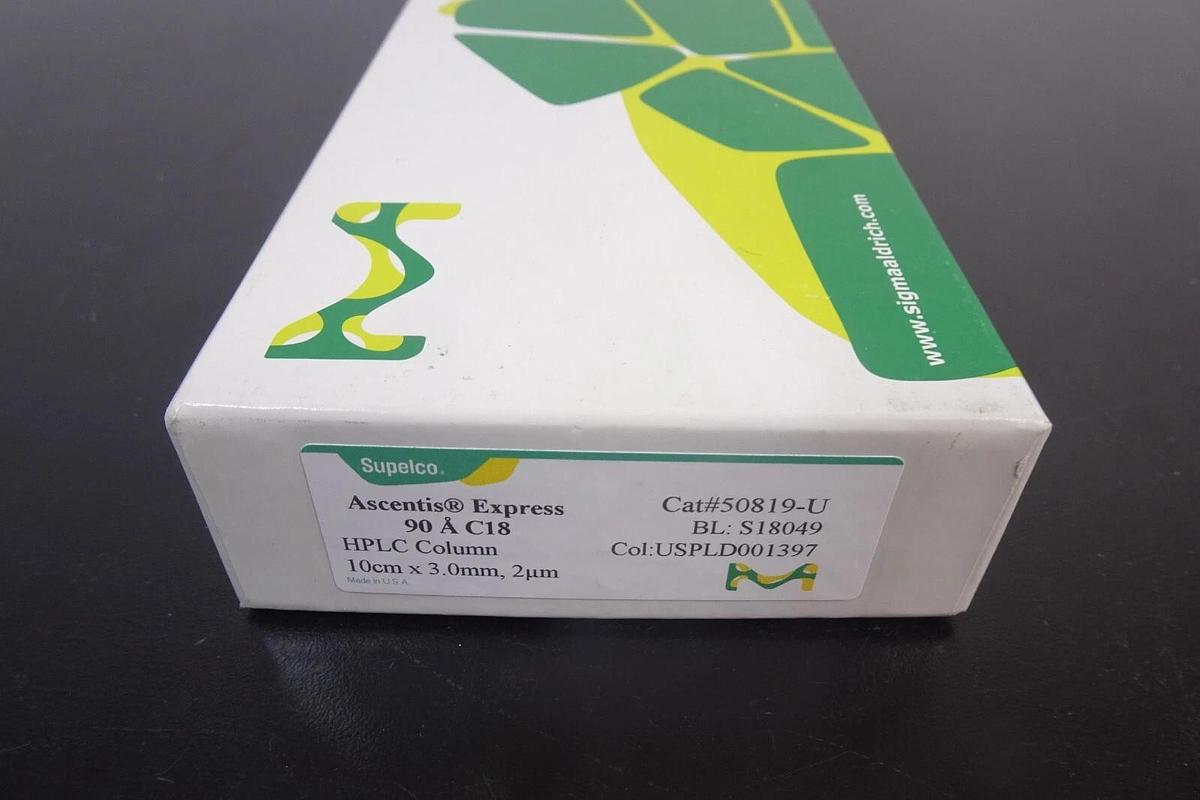 www.sigmaaldrich.com
Supelco®
Ascentis® Express
90 Å C18
HPLC Column
10cm x 3.0mm, 2µm
Made in U.S.A.
Cat#50819-U
BL: S18049
Col:USPLD001397